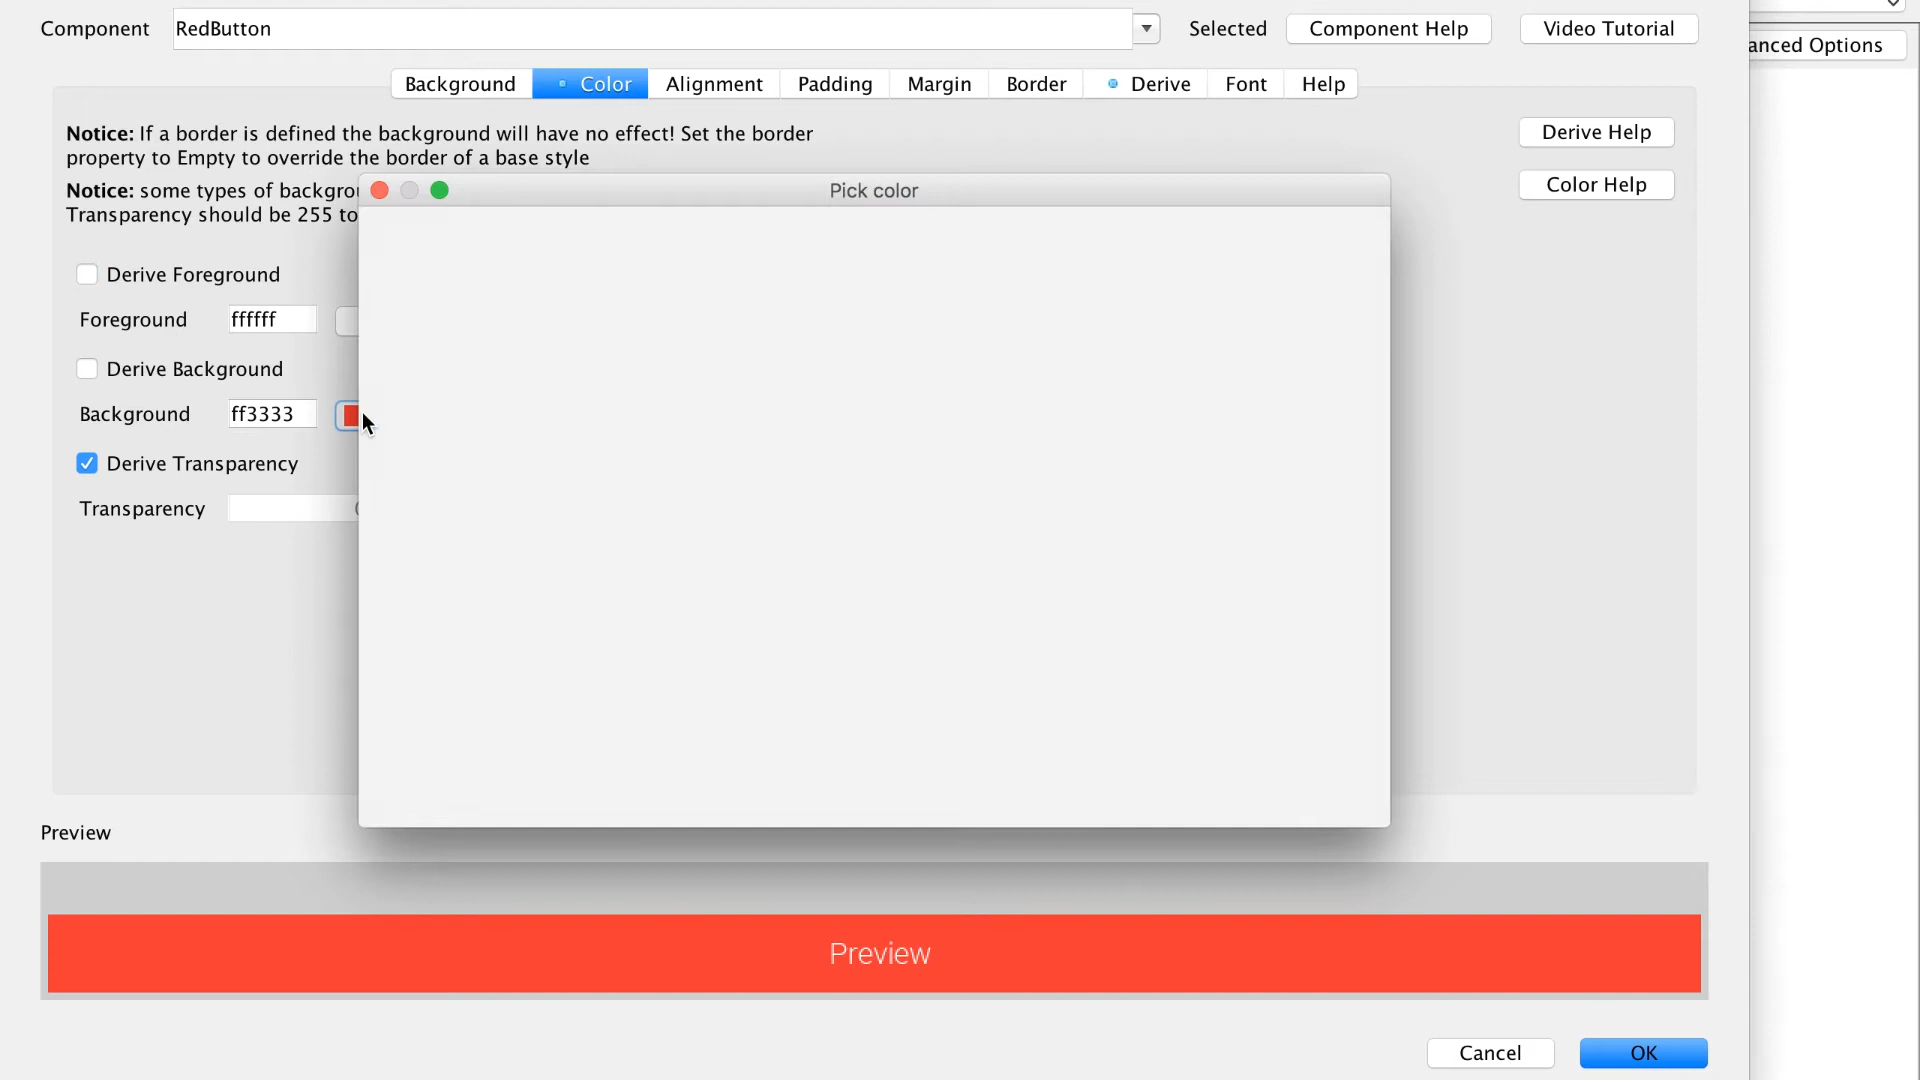 Component RedButton Selected Component Help Video Tutorial
anced Options
Background Color Alignment Padding Margin Border Derive Font Help
Notice: If a border is defined the background will have no effect! Set the border
property to Empty to override the border of a base style
Derive Help
Notice: some types of backgrou
Transparency should be 255 to
Pick color
Color Help
Derive Foreground
Foreground ffffff
Derive Background
Background ff3333
Derive Transparency
Transparency
Preview
Preview
Cancel OK